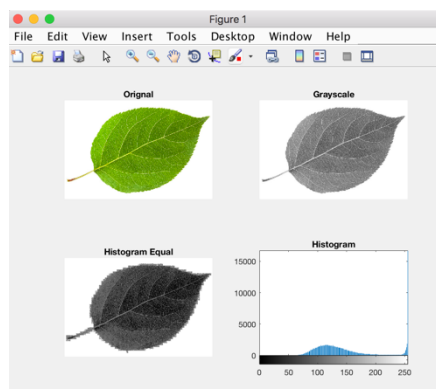 Figure 1
File Edit View Insert Tools Desktop Window Help
Orignal
Grayscale
Histogram Equal
Histogram
15000
10000
5000
0
0 50 100 150 200 250